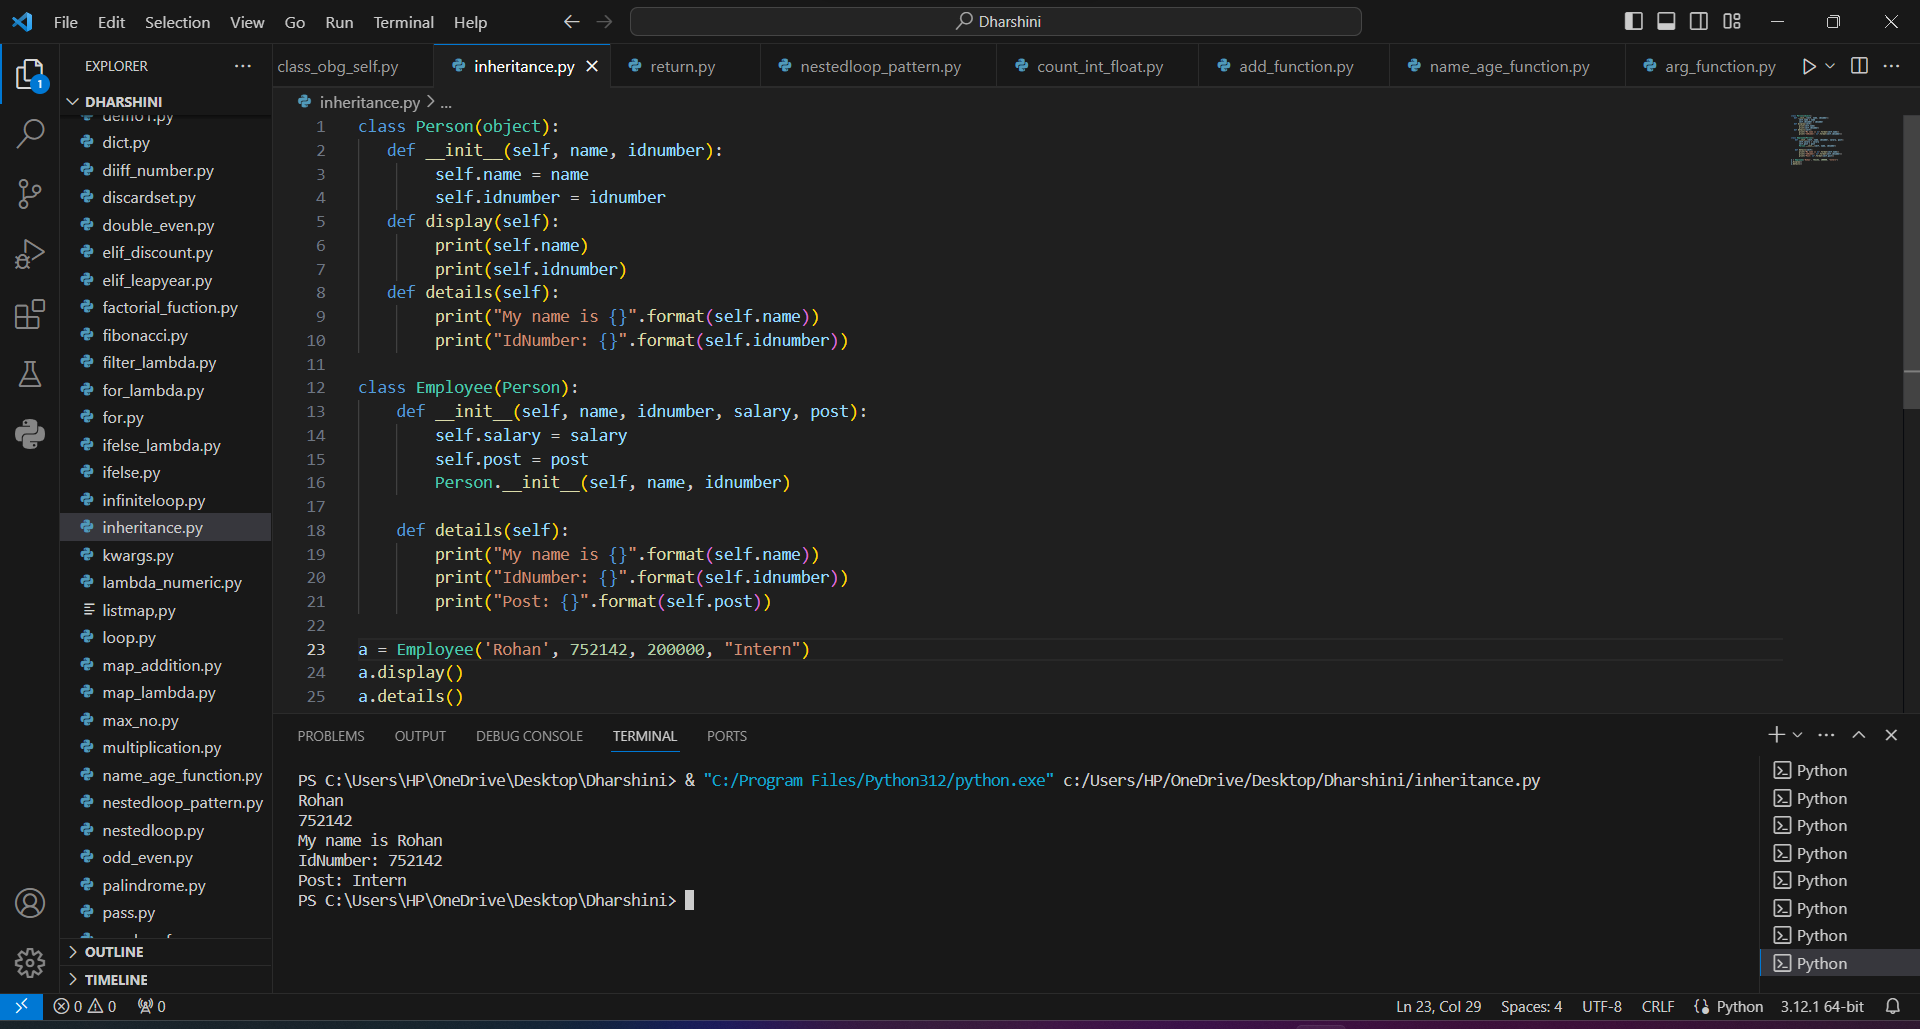 File Edit Selection View Go Run Terminal Help
Dharshini
EXPLORER
class_obg_self.py
inheritance.py
return.py
nestedloop_pattern.py
count_int_float.py
add_function.py
name_age_function.py
arg_function.py
DHARSHINI
demo1.py
dict.py
diiff_number.py
discardset.py
double_even.py
elif_discount.py
elif_leapyear.py
factorial_fuction.py
fibonacci.py
filter_lambda.py
for_lambda.py
for.py
ifelse_lambda.py
ifelse.py
infiniteloop.py
inheritance.py
kwargs.py
lambda_numeric.py
listmap,py
loop.py
map_addition.py
map_lambda.py
max_no.py
multiplication.py
name_age_function.py
nestedloop_pattern.py
nestedloop.py
odd_even.py
palindrome.py
pass.py
OUTLINE
TIMELINE
inheritance.py > ...
1 class Person(object):
2 def __init__(self, name, idnumber):
3 self.name = name
4 self.idnumber = idnumber
5 def display(self):
6 print(self.name)
7 print(self.idnumber)
8 def details(self):
9 print("My name is {}".format(self.name))
10 print("IdNumber: {}".format(self.idnumber))
11
12 class Employee(Person):
13 def __init__(self, name, idnumber, salary, post):
14 self.salary = salary
15 self.post = post
16 Person.__init__(self, name, idnumber)
17
18 def details(self):
19 print("My name is {}".format(self.name))
20 print("IdNumber: {}".format(self.idnumber))
21 print("Post: {}".format(self.post))
22
23 a = Employee('Rohan', 752142, 200000, "Intern")
24 a.display()
25 a.details()
PROBLEMS OUTPUT DEBUG CONSOLE TERMINAL PORTS
PS C:\Users\HP\OneDrive\Desktop\Dharshini> & "C:/Program Files/Python312/python.exe" c:/Users/HP/OneDrive/Desktop/Dharshini/inheritance.py
Rohan
752142
My name is Rohan
IdNumber: 752142
Post: Intern
PS C:\Users\HP\OneDrive\Desktop\Dharshini>
Python
Python
Python
Python
Python
Python
Python
Python
1
0 0 0
Ln 23, Col 29 Spaces: 4 UTF-8 CRLF Python 3.12.1 64-bit